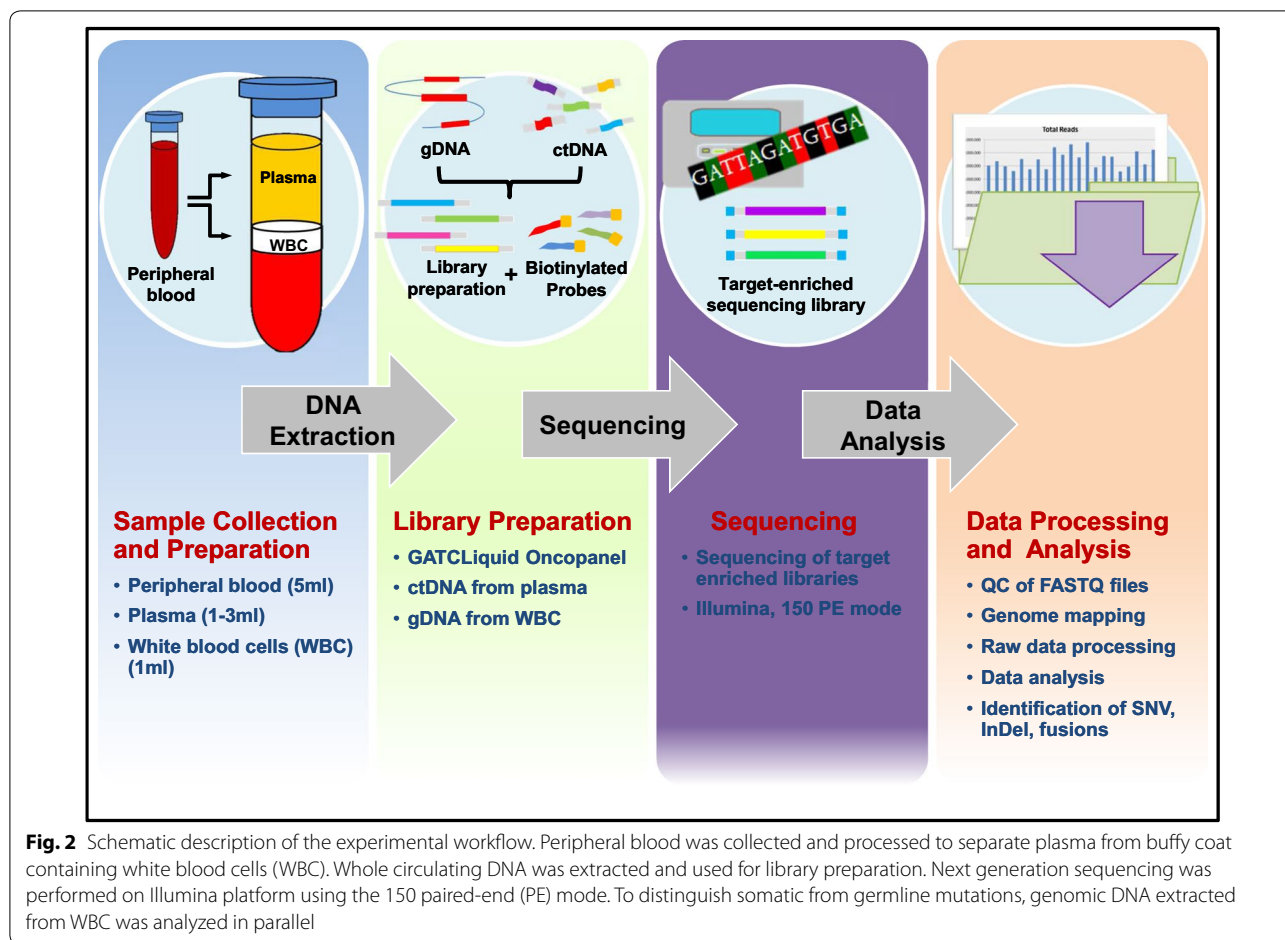 Plasma
WBC
Peripheral
blood
gDNA
ctDNA
Library
preparation
+
Biotinylated
Probes
GATTAGATGTGA
Target-enriched
sequencing library
Total Reads
DNA
Extraction
Sequencing
Data
Analysis
Sample Collection
and Preparation
• Peripheral blood (5ml)
• Plasma (1-3ml)
• White blood cells (WBC)
(1ml)
Library Preparation
• GATCLiquid Oncopanel
• ctDNA from plasma
• gDNA from WBC
Sequencing
• Sequencing of target
enriched libraries
• Illumina, 150 PE mode
Data Processing
and Analysis
• QC of FASTQ files
• Genome mapping
• Raw data processing
• Data analysis
• Identification of SNV,
InDel, fusions
Fig. 2 Schematic description of the experimental workflow. Peripheral blood was collected and processed to separate plasma from buffy coat
containing white blood cells (WBC). Whole circulating DNA was extracted and used for library preparation. Next generation sequencing was
performed on Illumina platform using the 150 paired-end (PE) mode. To distinguish somatic from germline mutations, genomic DNA extracted
from WBC was analyzed in parallel